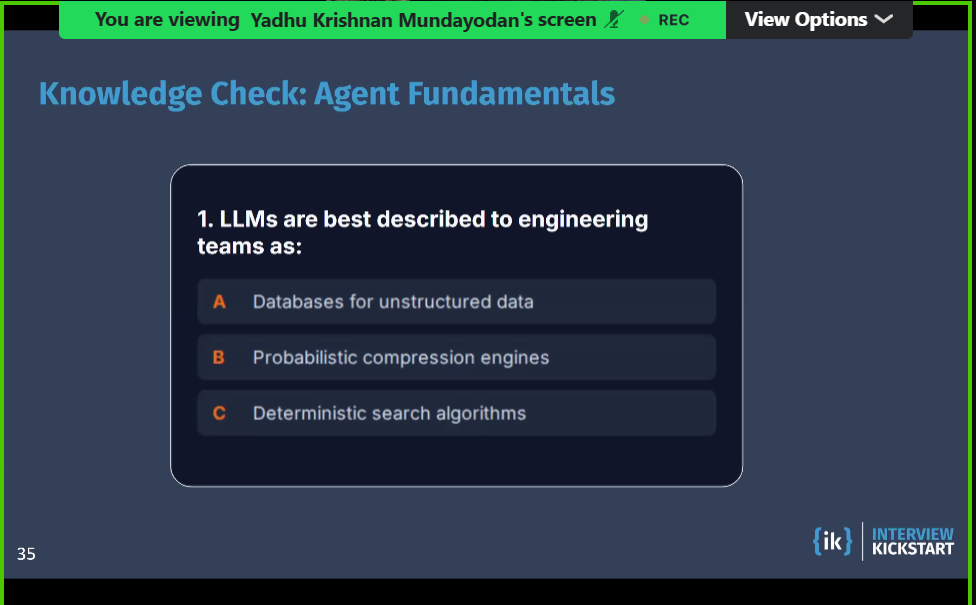 You are viewing Yadhu Krishnan Mundayodan's screen REC View Options
Knowledge Check: Agent Fundamentals
1. LLMs are best described to engineering
teams as:
A Databases for unstructured data
B Probabilistic compression engines
C Deterministic search algorithms
35
{ik} INTERVIEW
KICKSTART